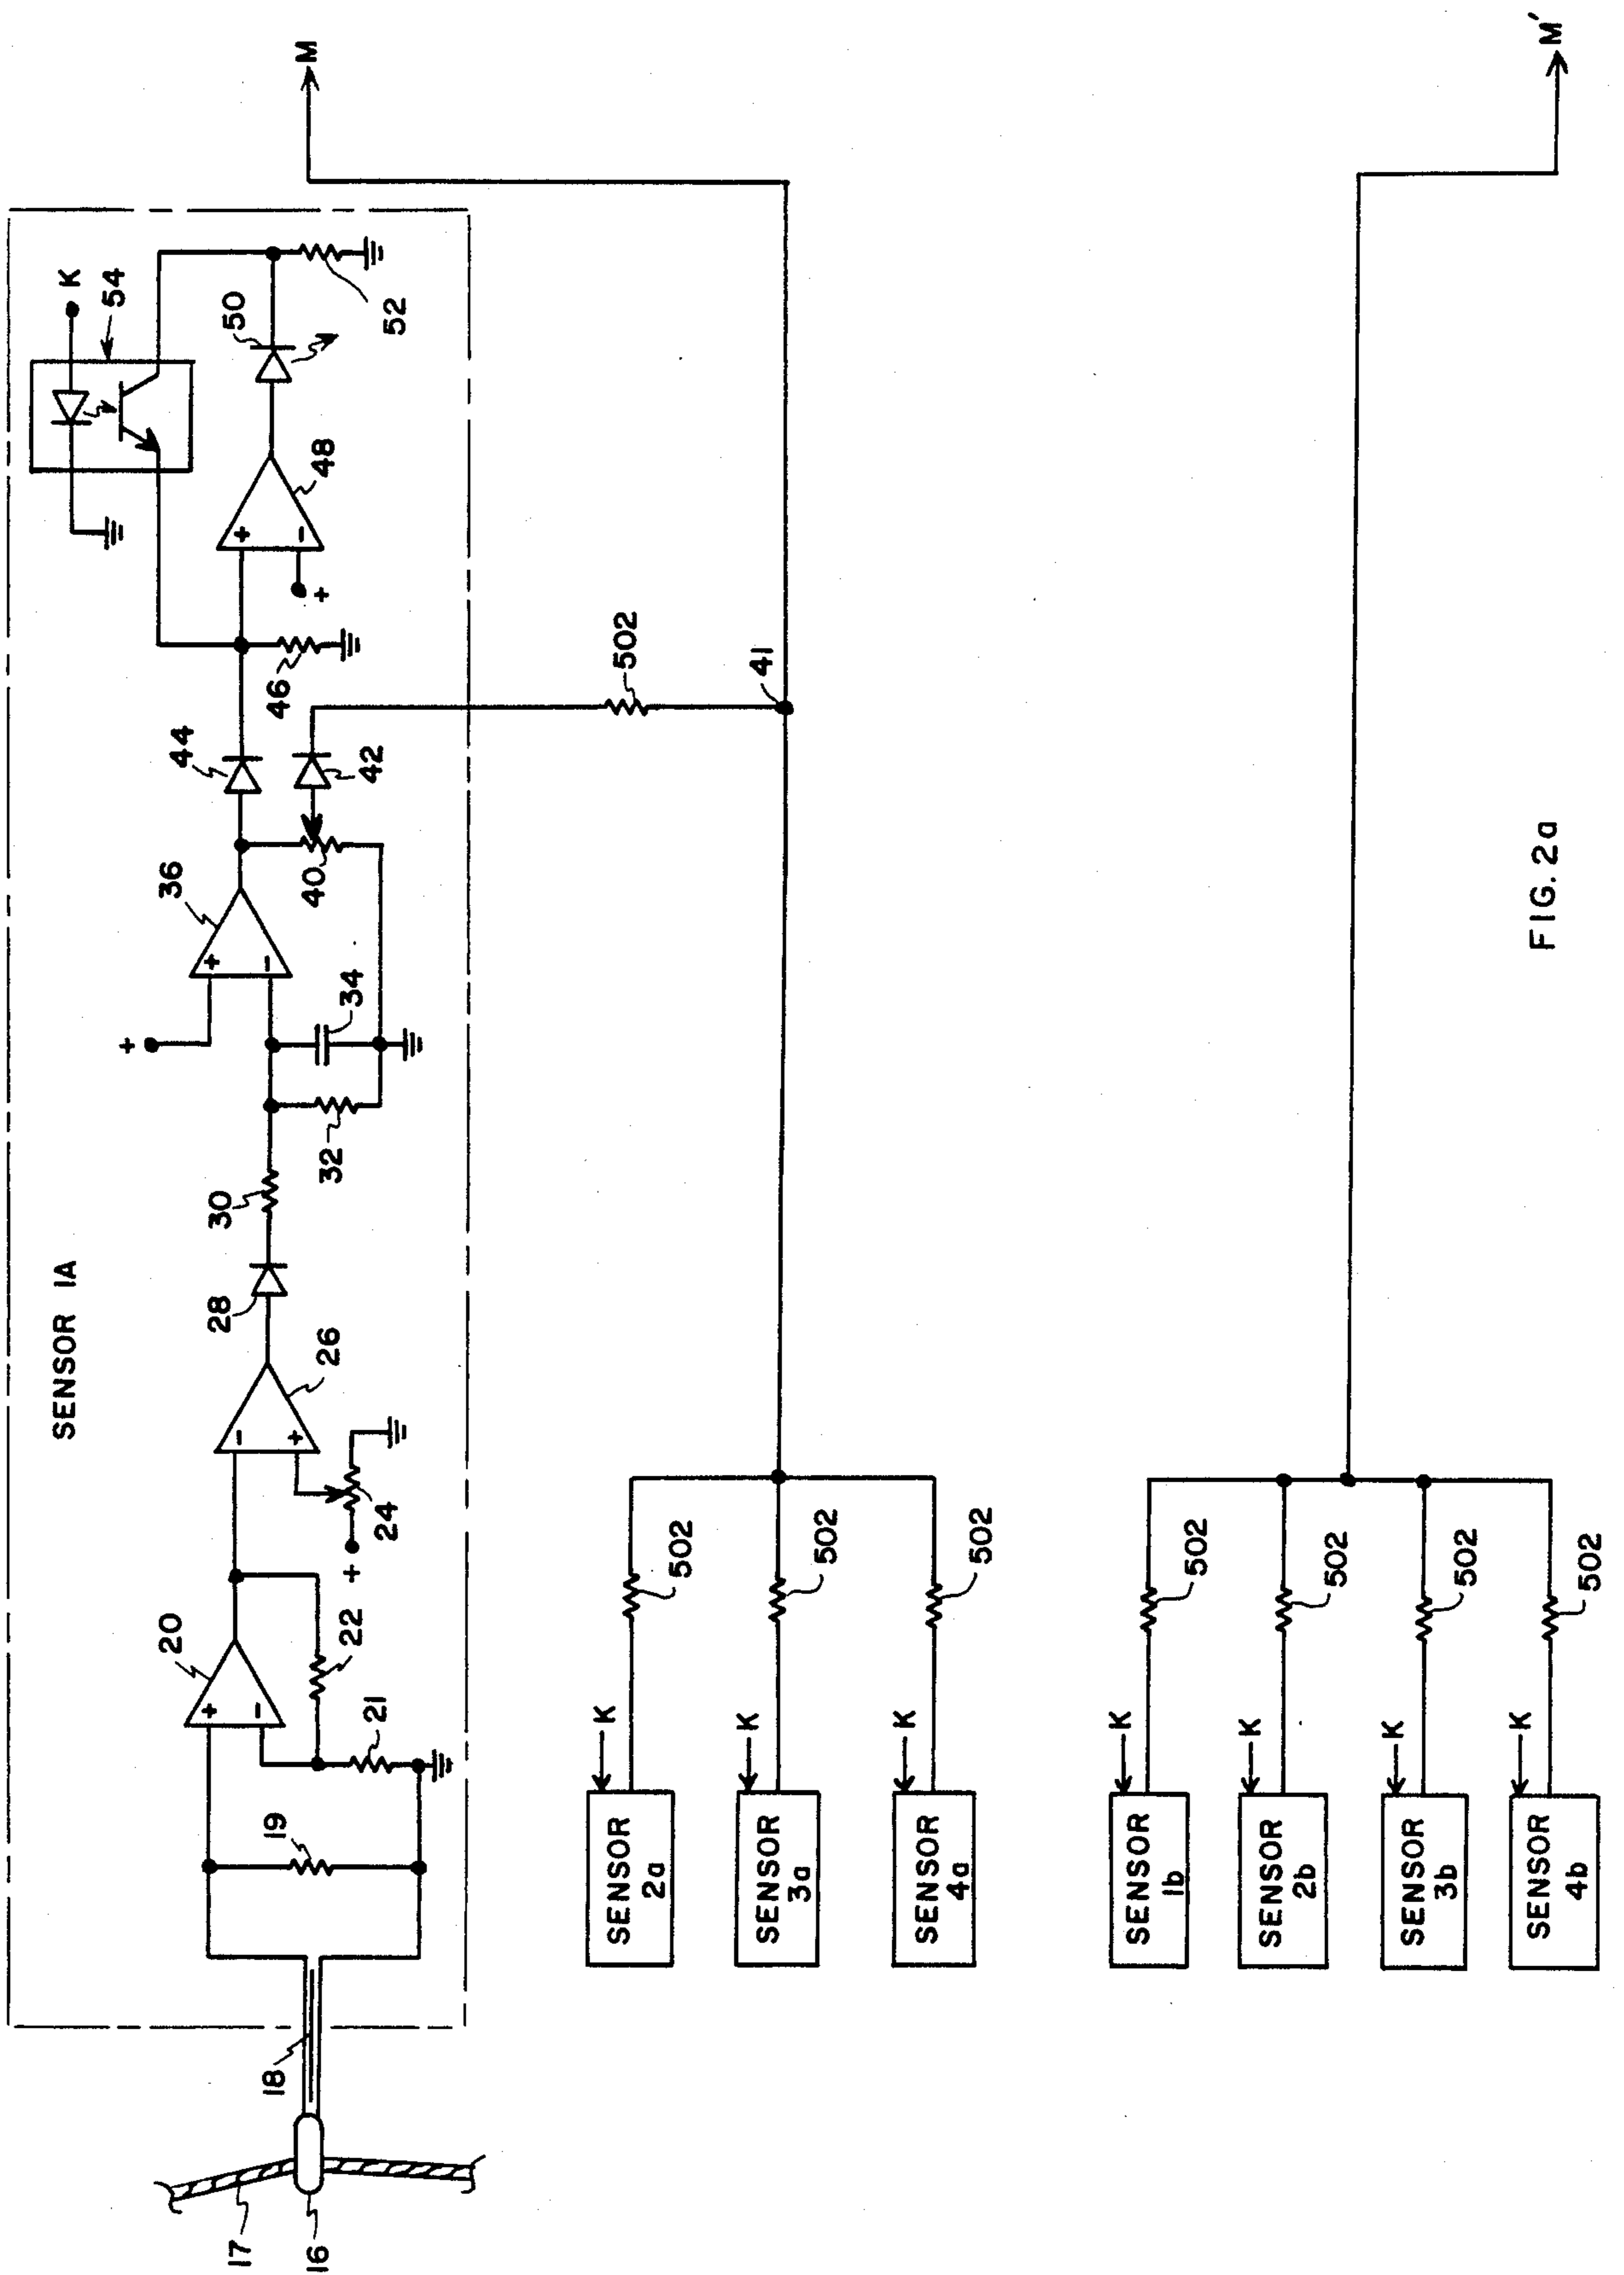 SENSOR 1A
K
54
20
36
44
50
+
+
+
+
-
-
-
-
+
+
48
52
26
28
30
34
40
42
46
22
24
32
19
21
17
16
18
M
502
41
SENSOR
2a
K
502
SENSOR
3a
K
502
SENSOR
4a
K
502
SENSOR
1b
K
502
SENSOR
2b
K
502
SENSOR
3b
K
502
SENSOR
4b
K
502
M'
FIG. 2a